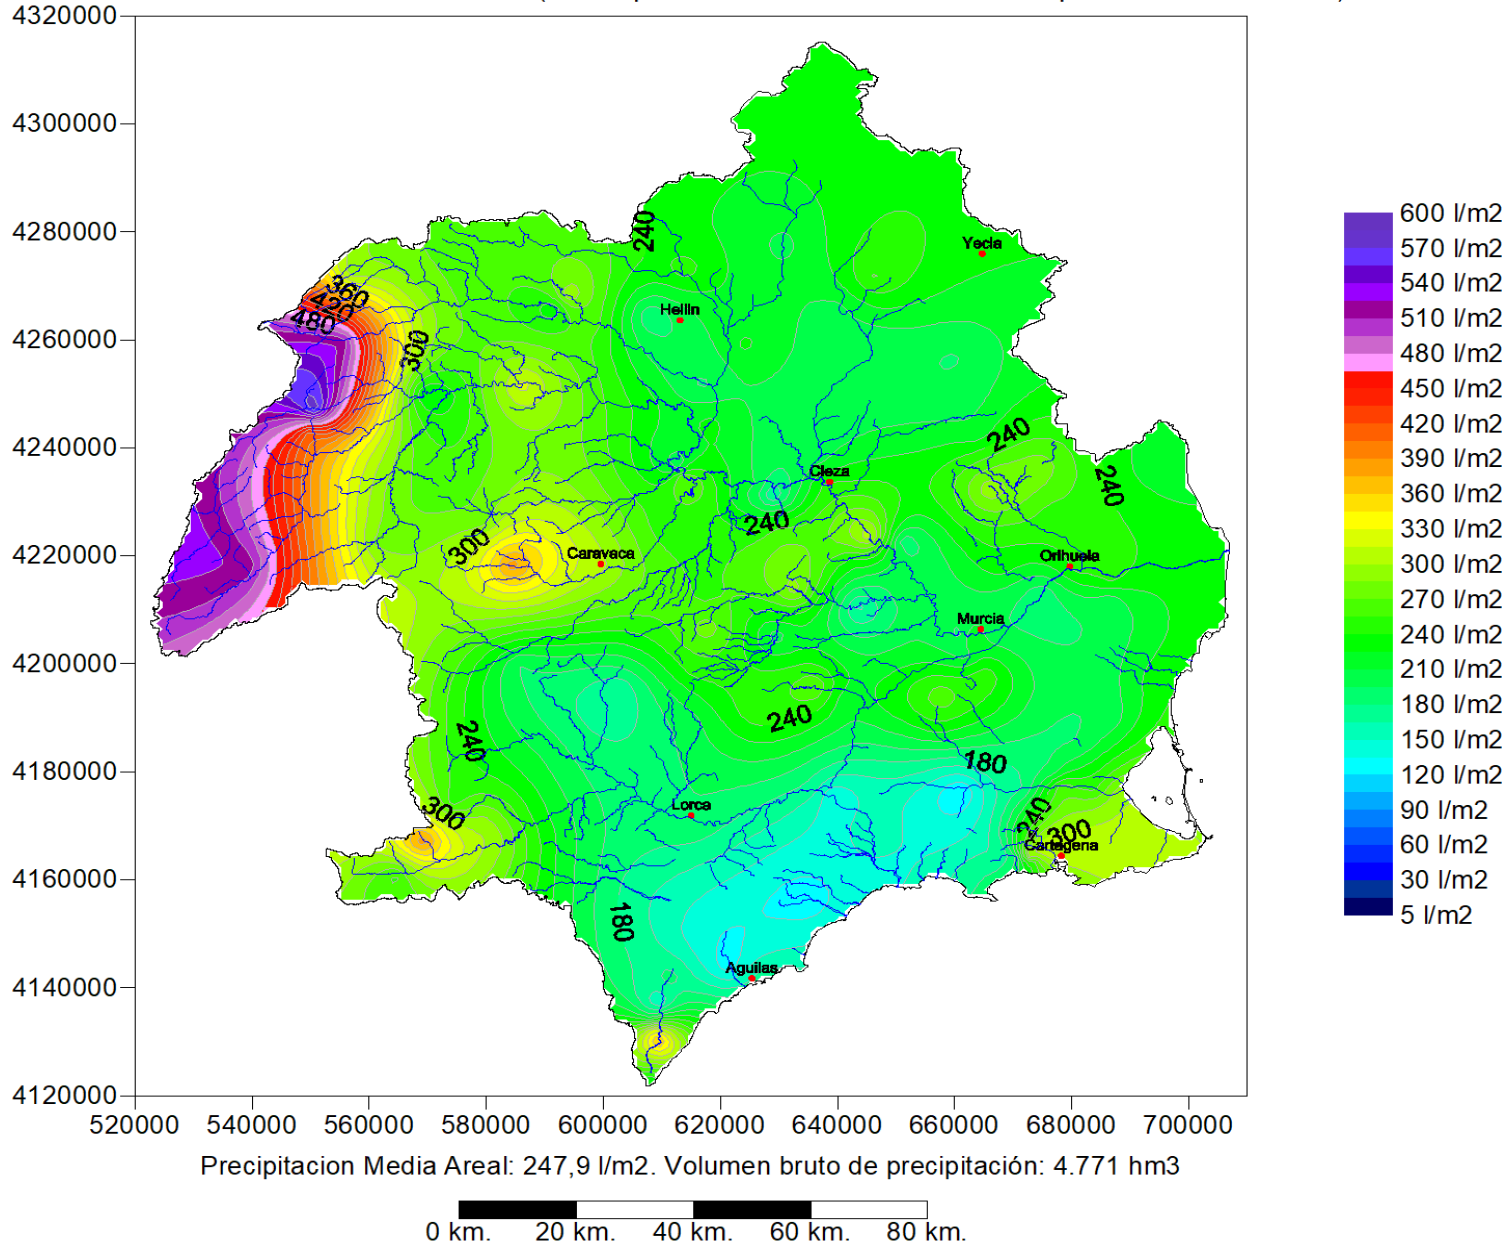 4320000
4300000
4280000
4260000
4240000
4220000
4200000
4180000
4160000
4140000
4120000
520000 540000 560000 580000 600000 620000 640000 660000 680000 700000
240
Yecla
360
420
480
Hellin
300
240
Cieza
240
240
300
Caravaca
Orihuela
Murcia
240
240
180
300
Lorca
240
300
Cartagena
180
Aguilas
600 l/m2
570 l/m2
540 l/m2
510 l/m2
480 l/m2
450 l/m2
420 l/m2
390 l/m2
360 l/m2
330 l/m2
300 l/m2
270 l/m2
240 l/m2
210 l/m2
180 l/m2
150 l/m2
120 l/m2
90 l/m2
60 l/m2
30 l/m2
5 l/m2
Precipitacion Media Areal: 247,9 l/m2. Volumen bruto de precipitación: 4.771 hm3
0 km. 20 km. 40 km. 60 km. 80 km.